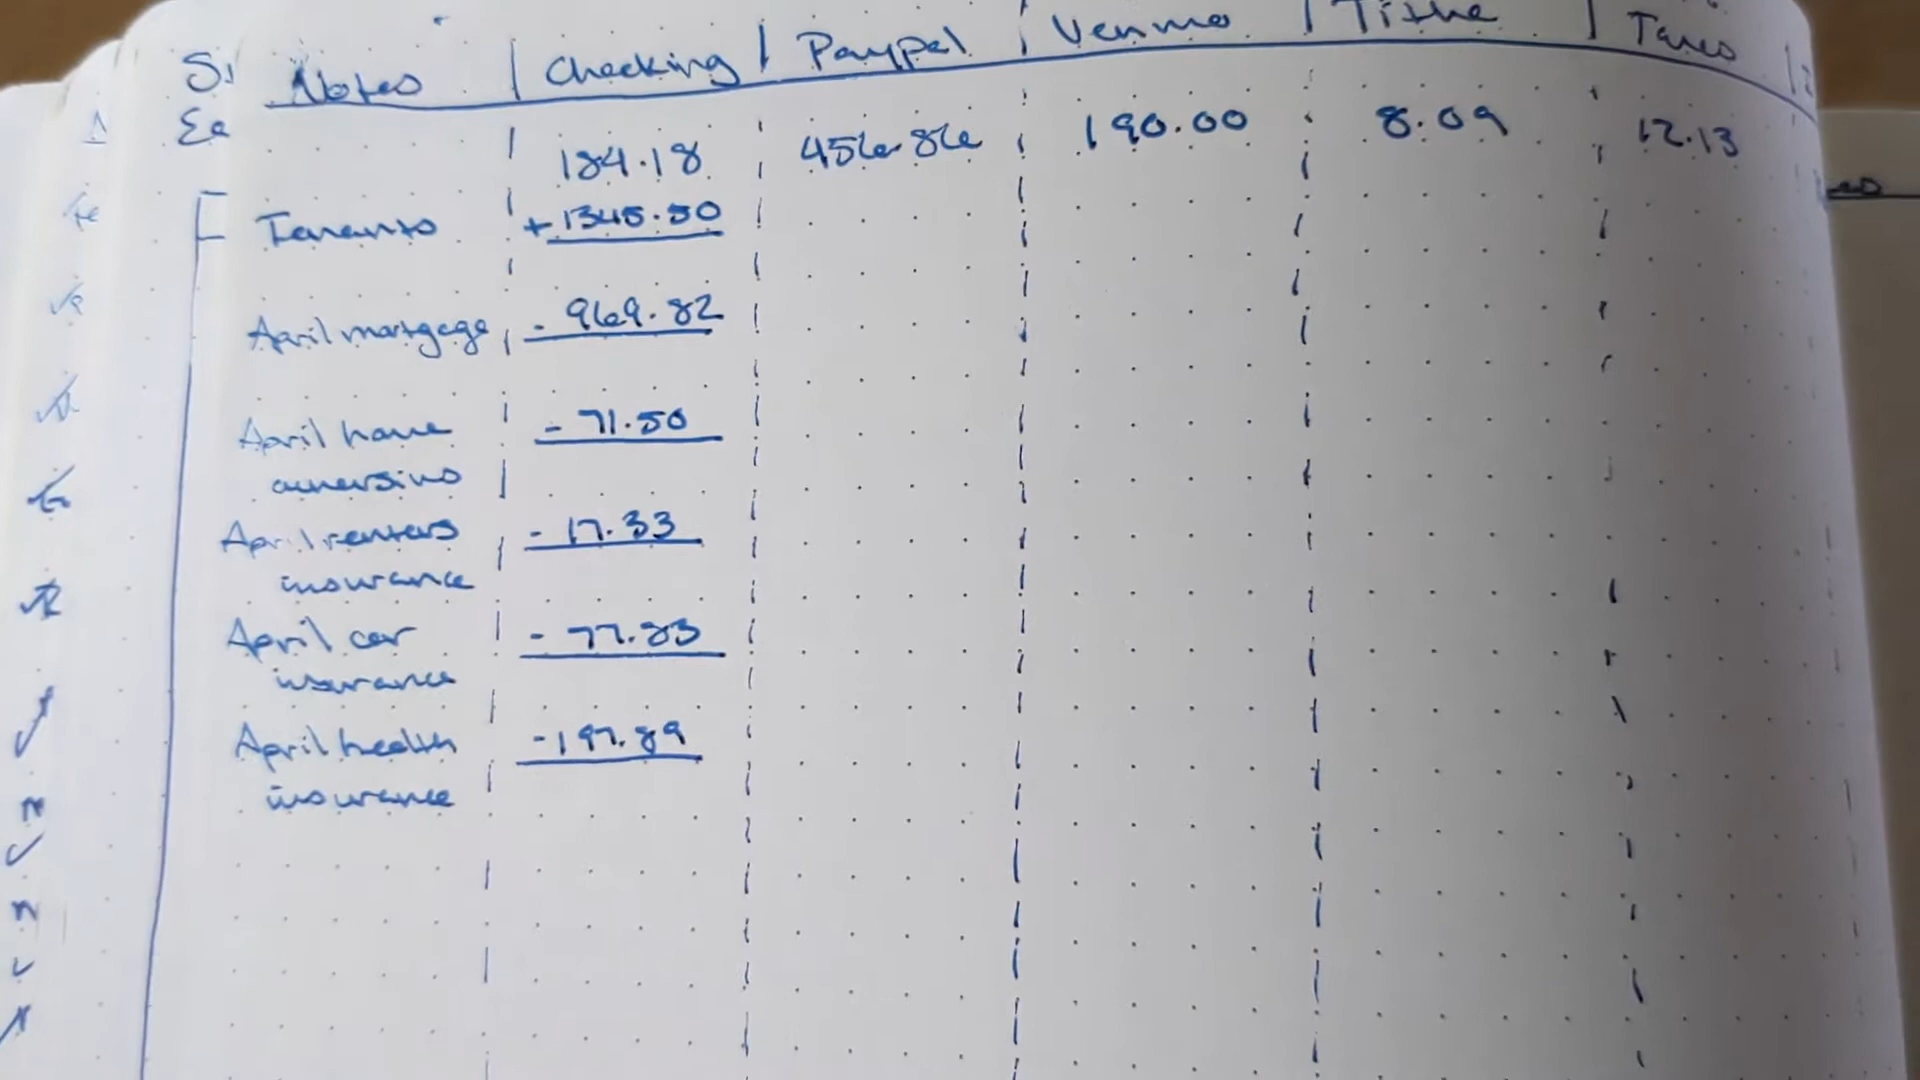 Notes | Checking | Paypal | Venmo | Tithe | Taxes |
184.18 456.86 190.00 8.09 12.13
Tenants +1345.50
April mortgage - 969.82
April home - 71.50
owners ins
April renters - 17.33
insurance
April car - 77.83
insurance
April health - 197.89
insurance